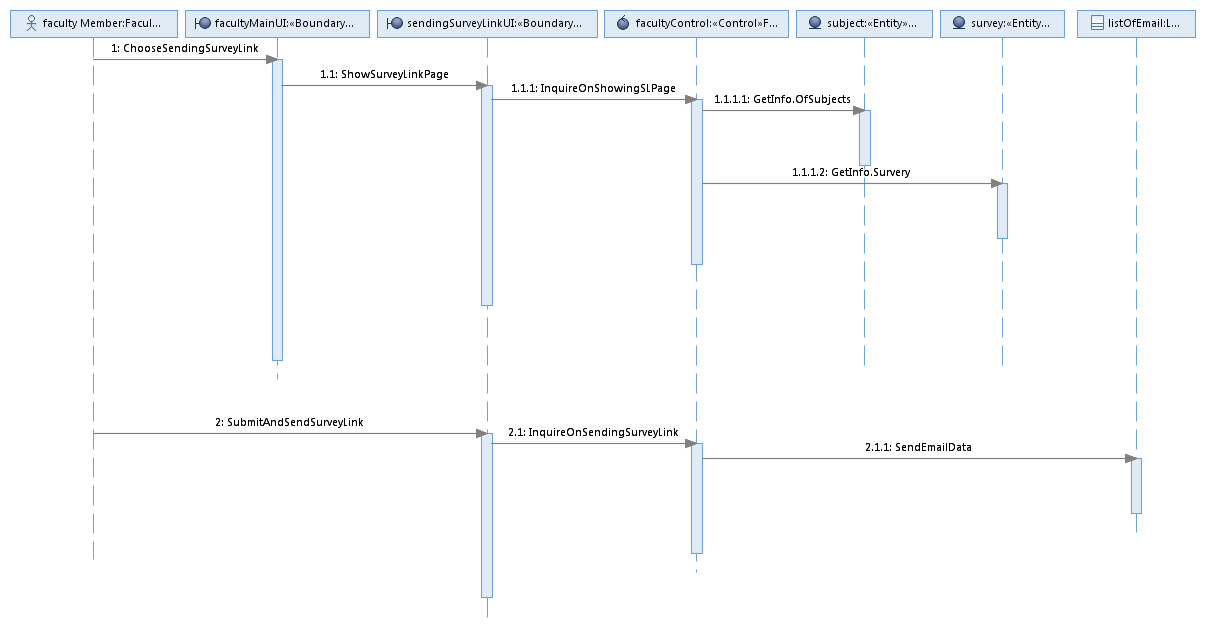 faculty Member:Facul...
facultyMainUI:«Boundary...
sendingSurveyLinkUI:«Boundary...
facultyControl:«Control»F...
subject:«Entity»...
survey:«Entity...
listOfEmail:L...
1: ChooseSendingSurveyLink
1.1: ShowSurveyLinkPage
1.1.1: InquireOnShowingSLPage
1.1.1.1: GetInfo.OfSubjects
1.1.1.2: GetInfo.Survery
2: SubmitAndSendSurveyLink
2.1: InquireOnSendingSurveyLink
2.1.1: SendEmailData